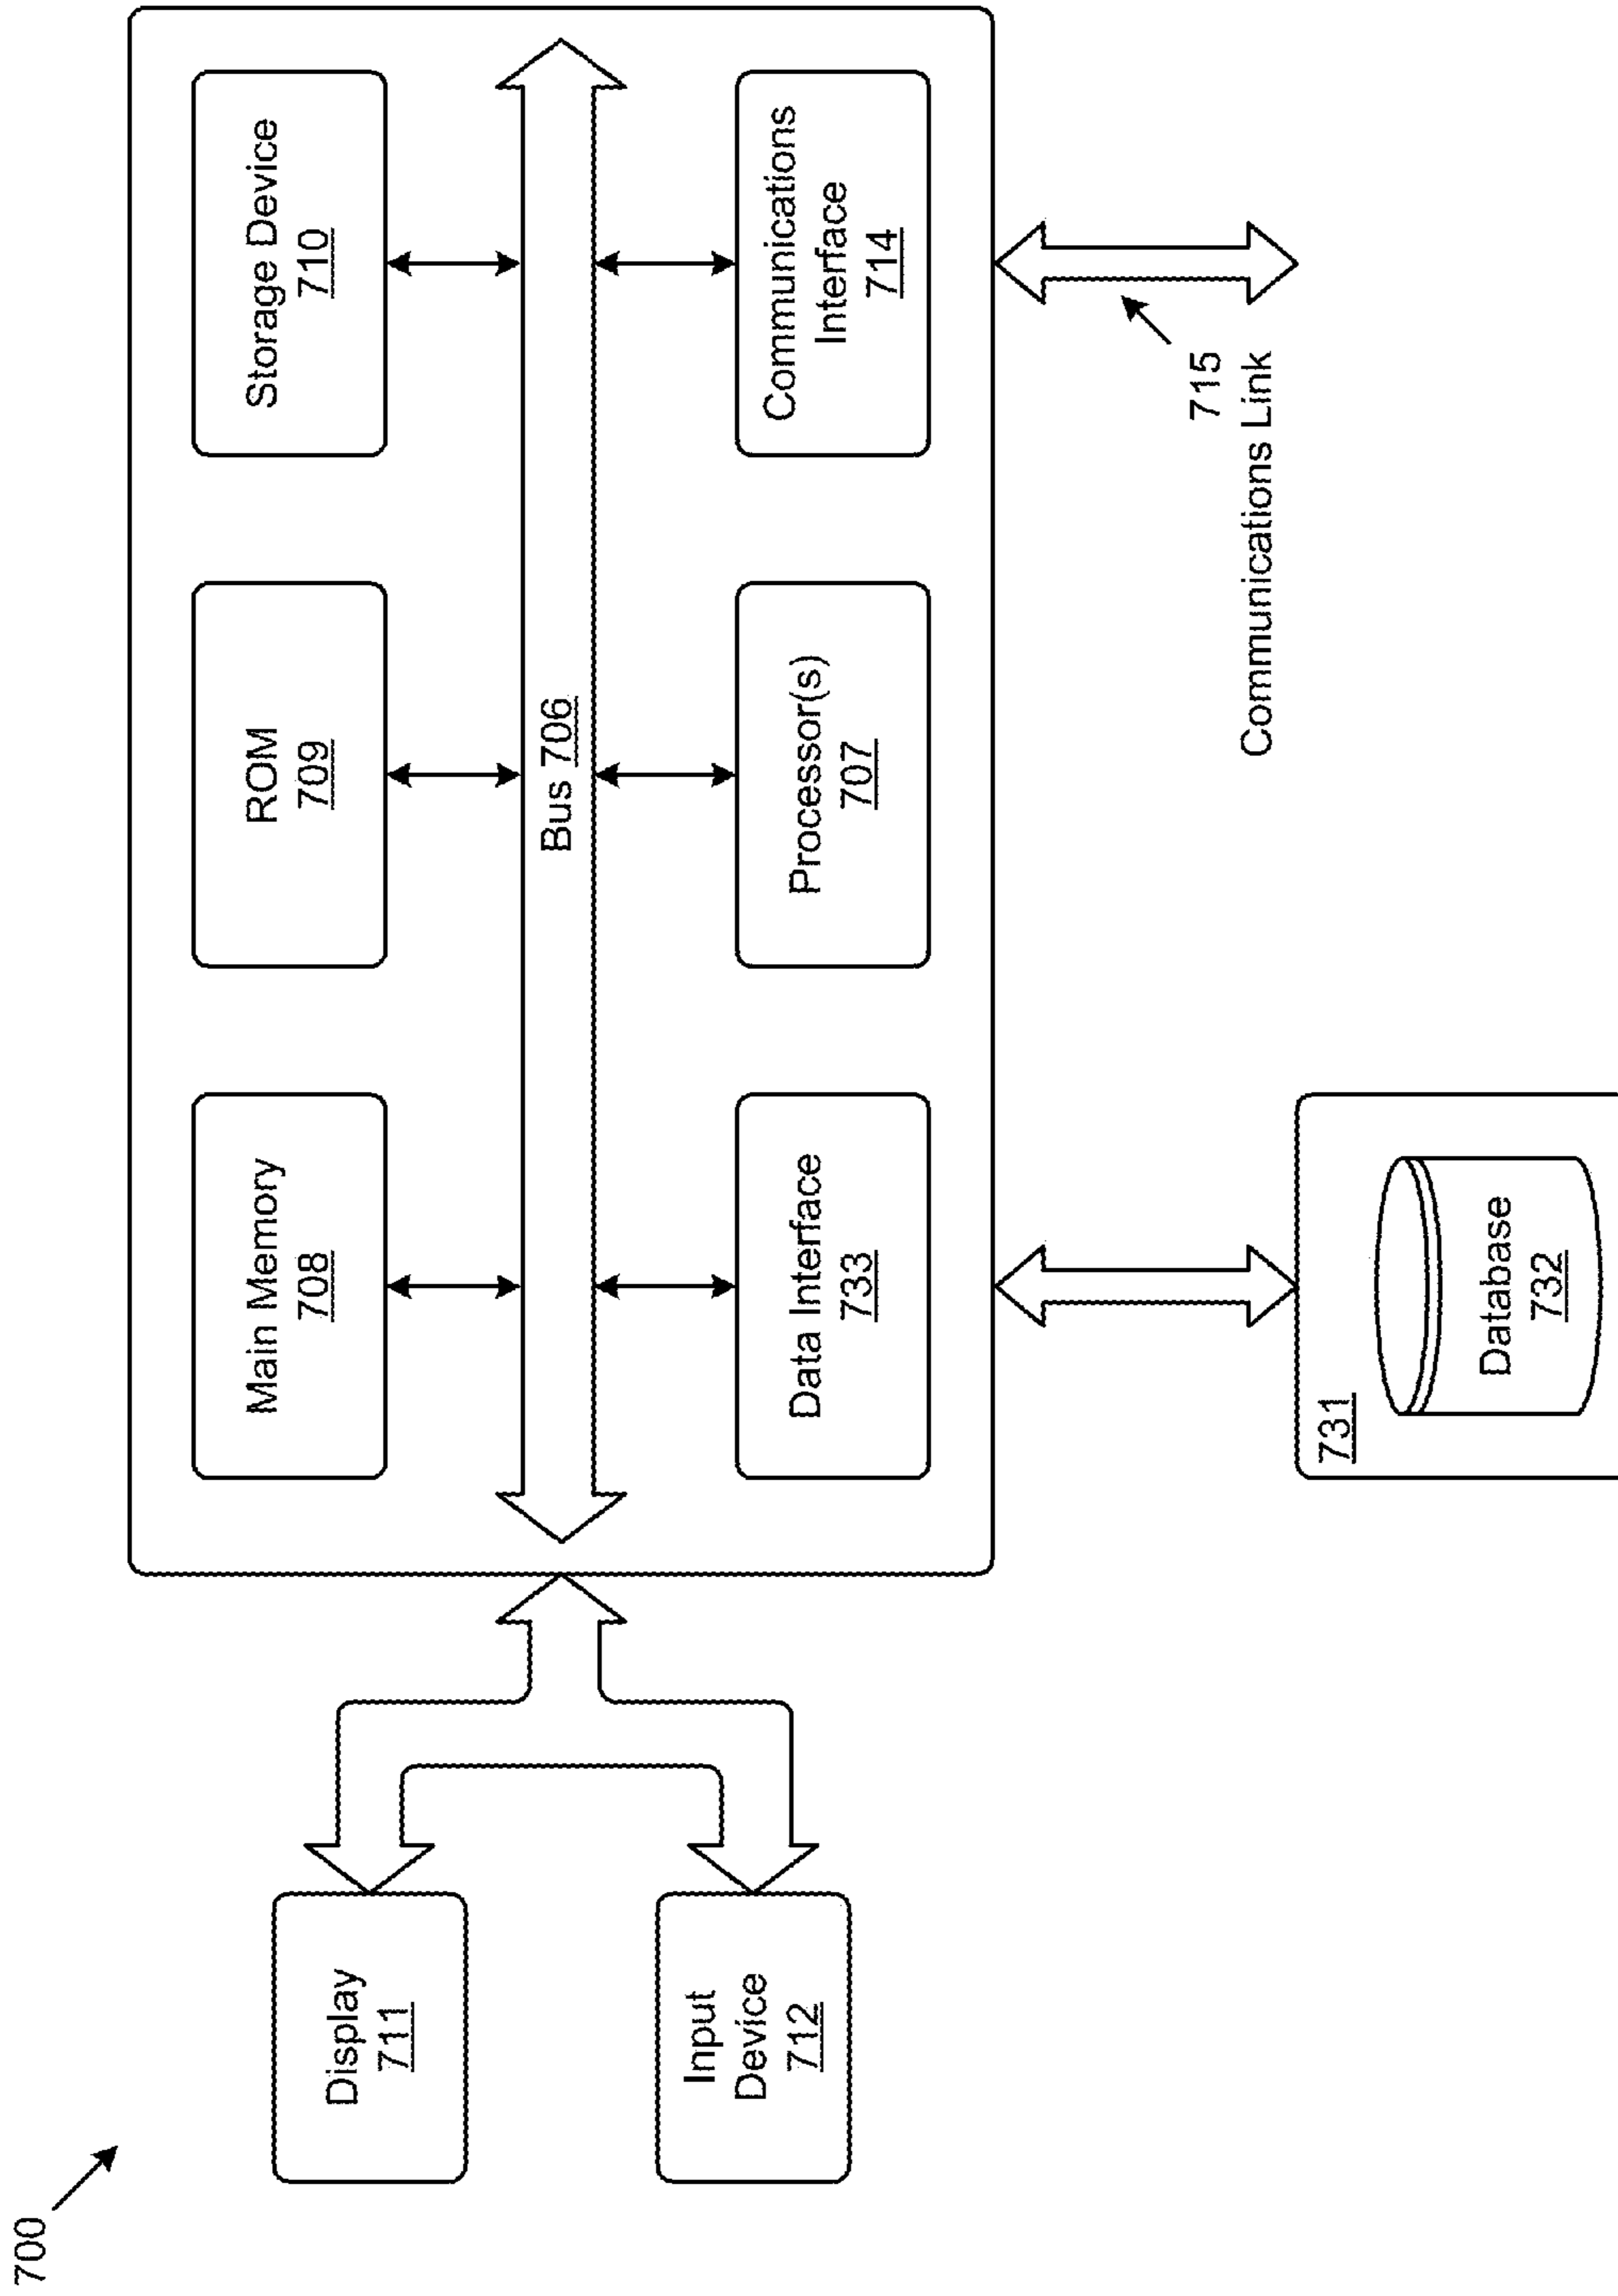 700
Display
711
Input
Device
712
Main Memory
708
ROM
709
Storage Device
710
Bus 706
Data Interface
733
Processor(s)
707
Communications
Interface
714
715
Communications Link
731
Database
732